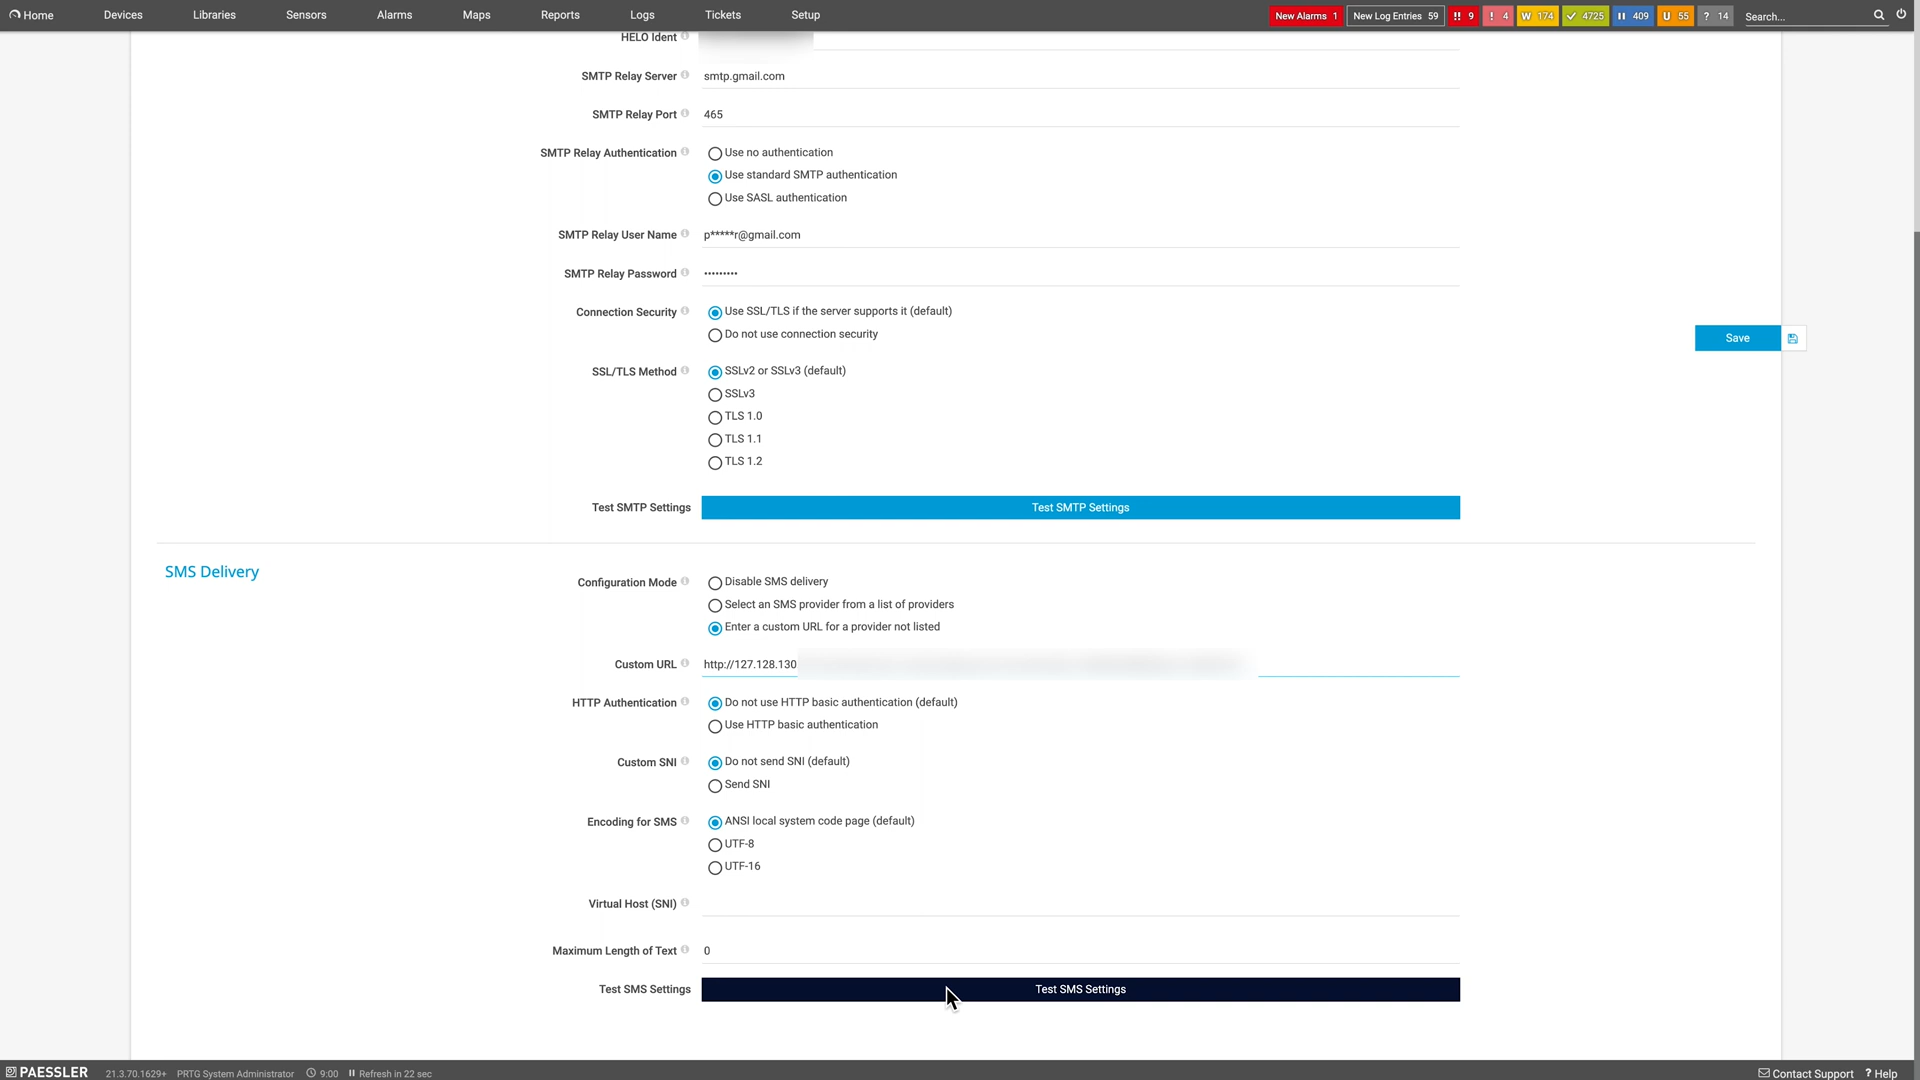 Home Devices Libraries Sensors Alarms Maps Reports Logs Tickets Setup New Alarms 1 New Log Entries 59 !! 9 ! 4 W 174 4725 409 U 55 ? 14 Search...
HELO Ident
SMTP Relay Server smtp.gmail.com
SMTP Relay Port 465
SMTP Relay Authentication Use no authentication
Use standard SMTP authentication
Use SASL authentication
SMTP Relay User Name p*****r@gmail.com
SMTP Relay Password •••••••••
Connection Security Use SSL/TLS if the server supports it (default)
Do not use connection security
Save
SSL/TLS Method SSLv2 or SSLv3 (default)
SSLv3
TLS 1.0
TLS 1.1
TLS 1.2
Test SMTP Settings Test SMTP Settings
SMS Delivery
Configuration Mode Disable SMS delivery
Select an SMS provider from a list of providers
Enter a custom URL for a provider not listed
Custom URL http://127.128.130
HTTP Authentication Do not use HTTP basic authentication (default)
Use HTTP basic authentication
Custom SNI Do not send SNI (default)
Send SNI
Encoding for SMS ANSI local system code page (default)
UTF-8
UTF-16
Virtual Host (SNI)
Maximum Length of Text 0
Test SMS Settings Test SMS Settings
PAESSLER 21.3.70.1629+ PRTG System Administrator 9:00 Refresh in 22 sec Contact Support ? Help